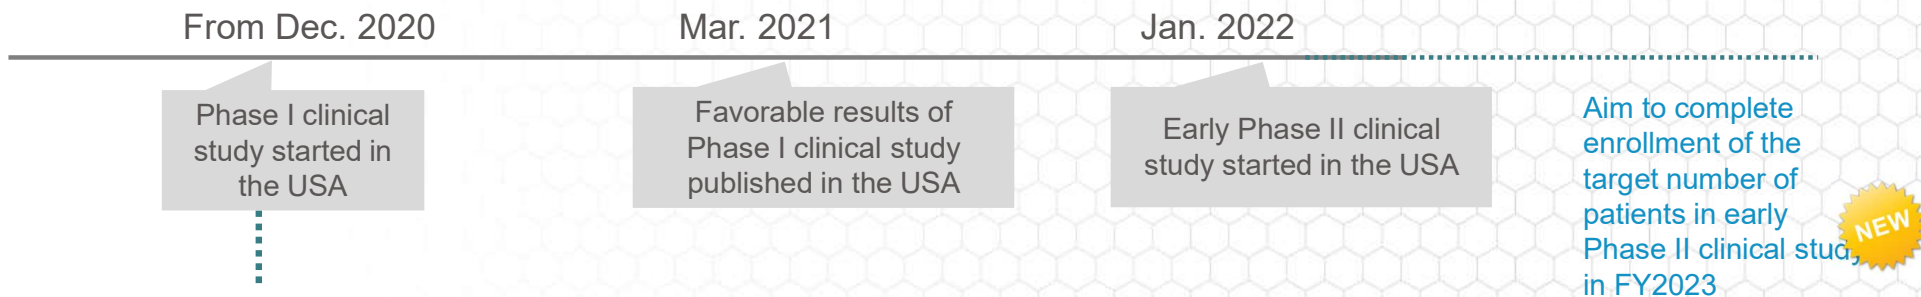 From Dec. 2020
Mar. 2021
Jan. 2022
Phase I clinical
study started in
the USA
Favorable results of
Phase I clinical study
published in the USA
Early Phase II clinical
study started in the USA
Aim to complete
enrollment of the
target number of
patients in early
Phase II clinical study
in FY2023
NEW